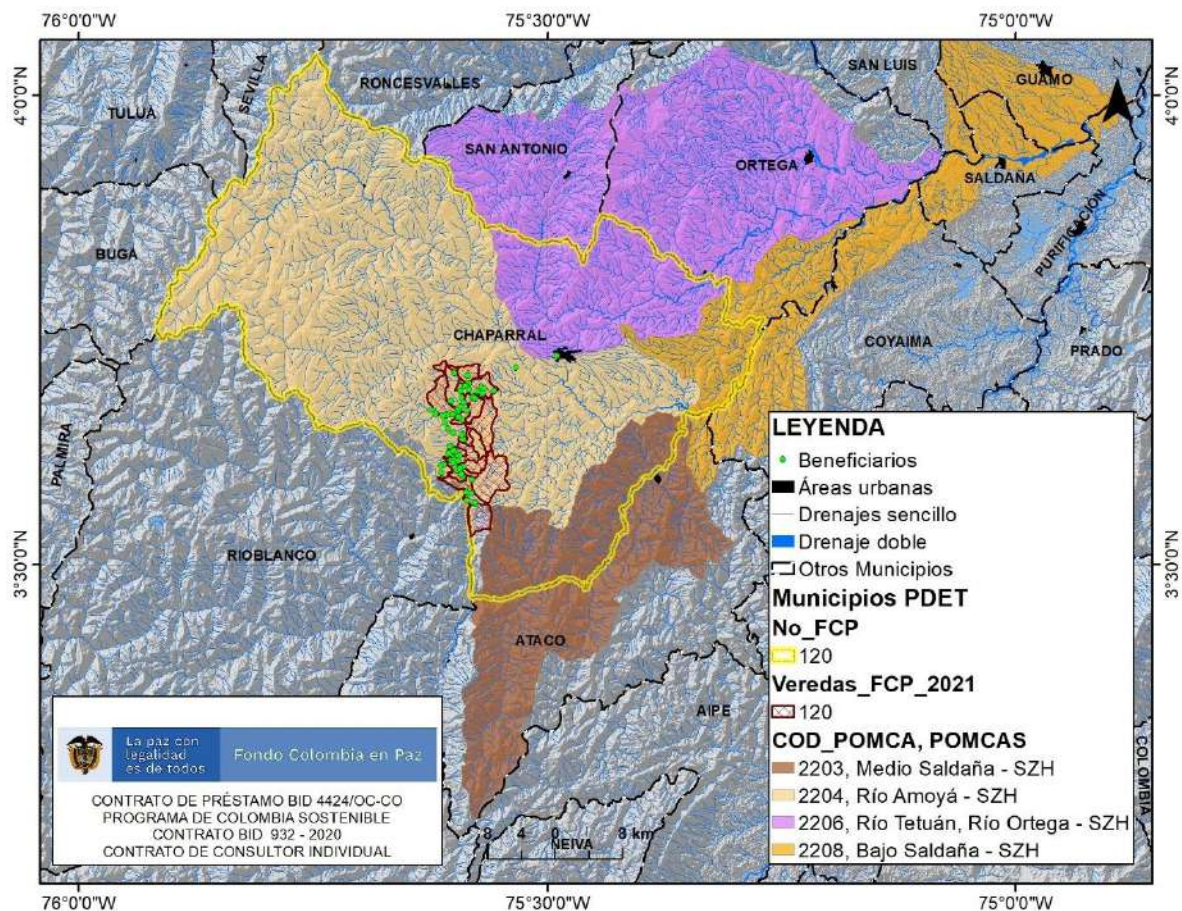 76°0'0"W
75°30'0"W
75°0'0"W
4°0'0"N
4°0'0"N
3°30'0"N
3°30'0"N
TULUA
SEVILLA
RONCESVALLES
SAN LUIS
GUAMO
N
SAN ANTONIO
ORTEGA
SALDAÑA
PURIFICACIÓN
BUGA
CHAPARRAL
COYAIMA
PRADO
PALMIRA
RIOBLANCO
ATACO
AIPE
NEIVA
COLOMBIA
8 4 0 8 km
LEYENDA
Beneficiarios
Áreas urbanas
Drenajes sencillo
Drenaje doble
Otros Municipios
Municipios PDET
No_FCP
120
Veredas_FCP_2021
120
COD_POMCA, POMCAS
2203, Medio Saldaña - SZH
2204, Río Amoyá - SZH
2206, Río Tetuán, Río Ortega - SZH
2208, Bajo Saldaña - SZH
La paz con
legalidad
es de todos
Fondo Colombia en Paz
CONTRATO DE PRÉSTAMO BID 4424/OC-CO
PROGRAMA DE COLOMBIA SOSTENIBLE
CONTRATO BID 932 - 2020
CONTRATO DE CONSULTOR INDIVIDUAL
76°0'0"W
75°30'0"W
75°0'0"W